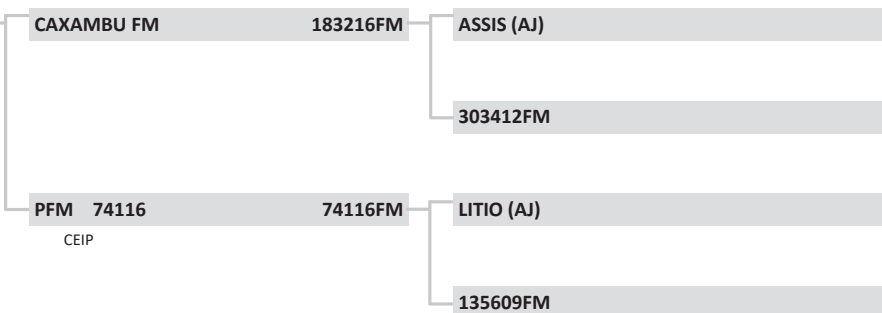 CAXAMBU FM 183216FM ASSIS (AJ)
303412FM
PFM 74116 74116FM LITIO (AJ)
CEIP
135609FM